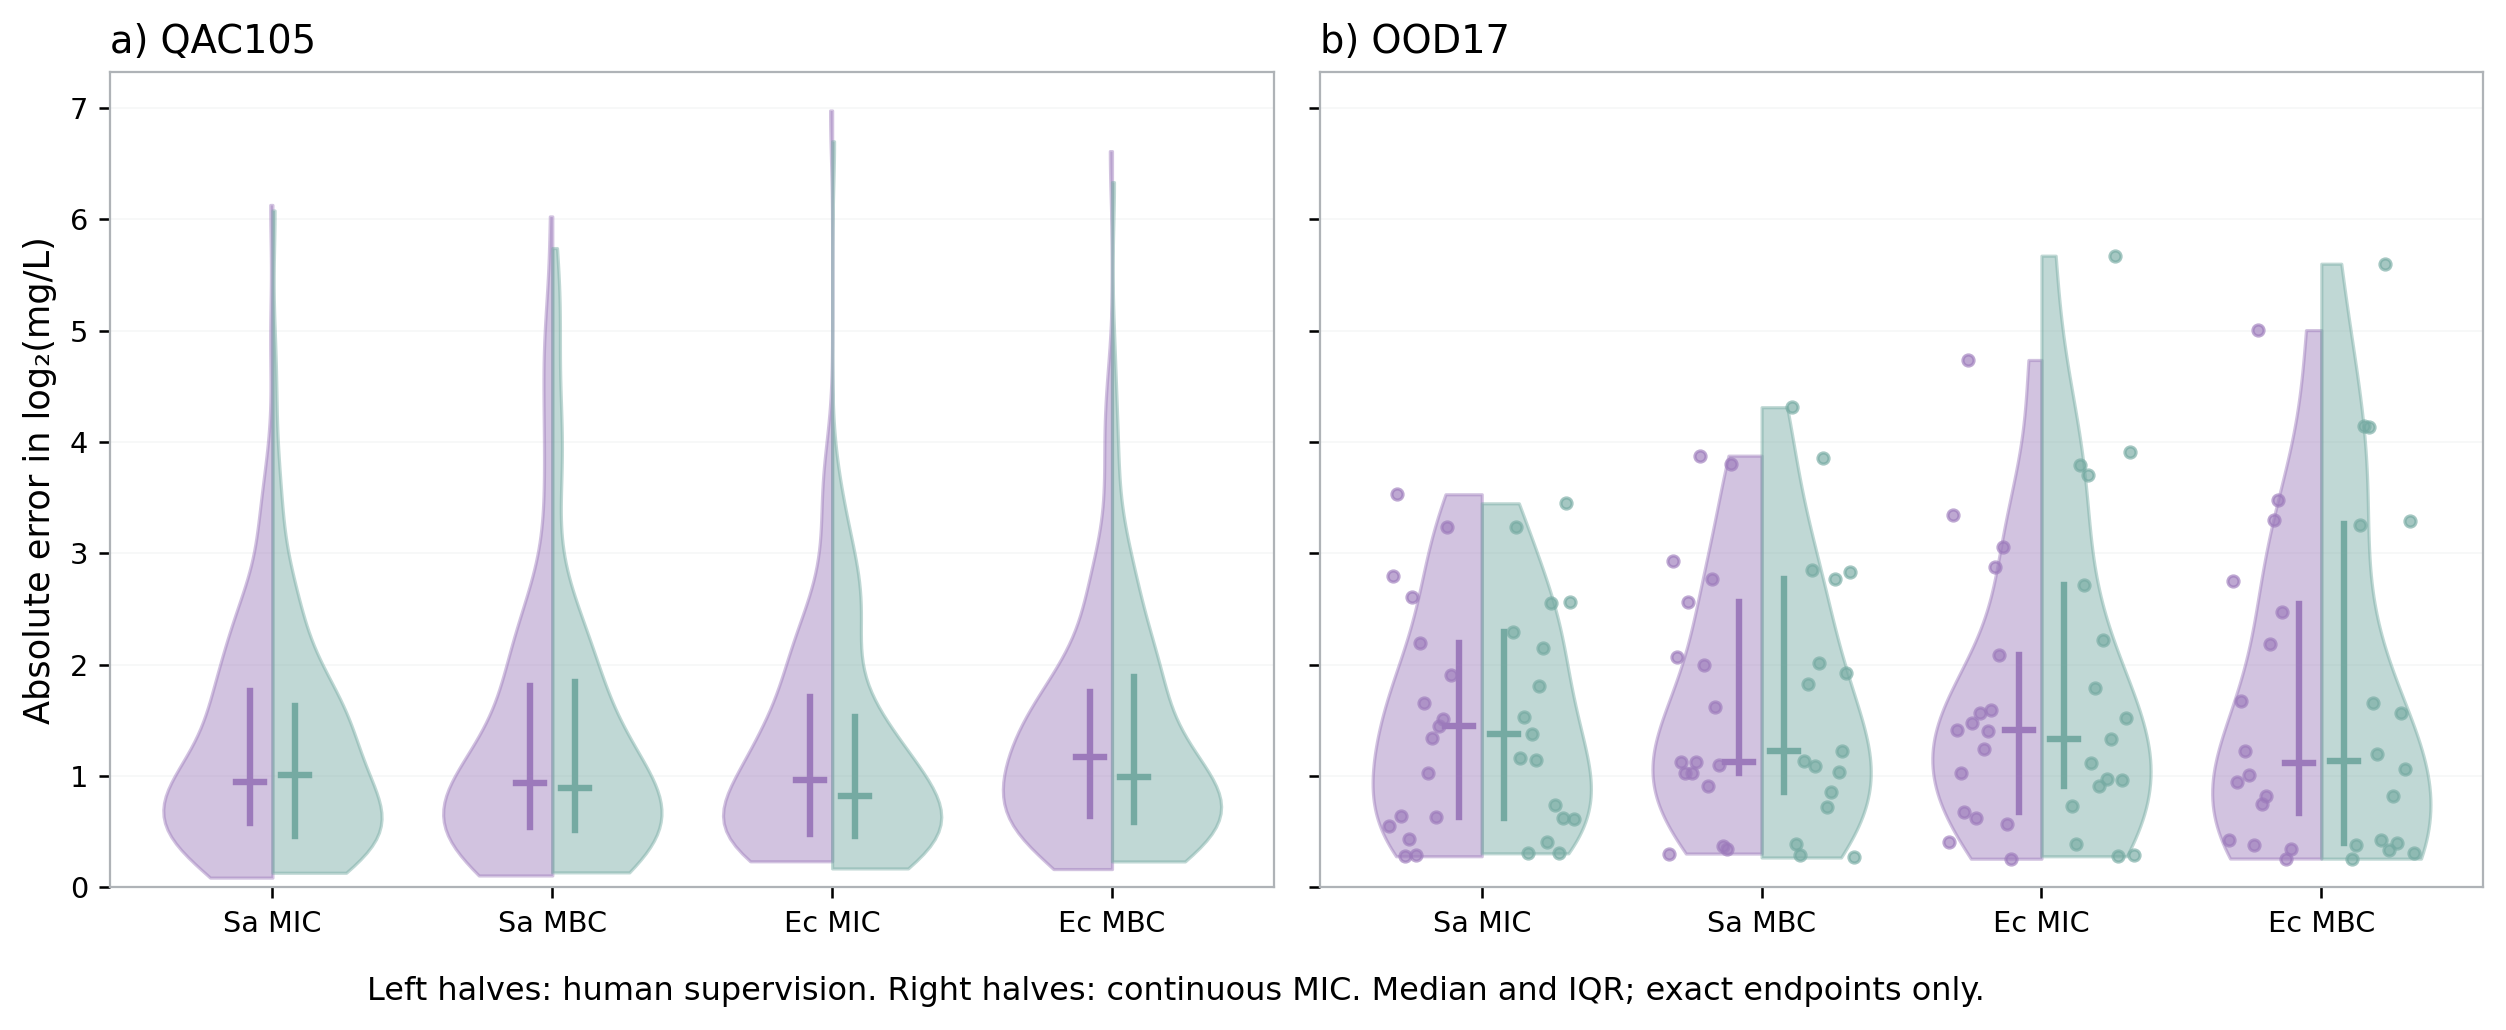 a) QAC105
b) OOD17
Absolute error in log₂(mg/L)
7
6
5
4
3
2
1
0
Sa MIC
Sa MBC
Ec MIC
Ec MBC
Sa MIC
Sa MBC
Ec MIC
Ec MBC
Left halves: human supervision. Right halves: continuous MIC. Median and IQR; exact endpoints only.